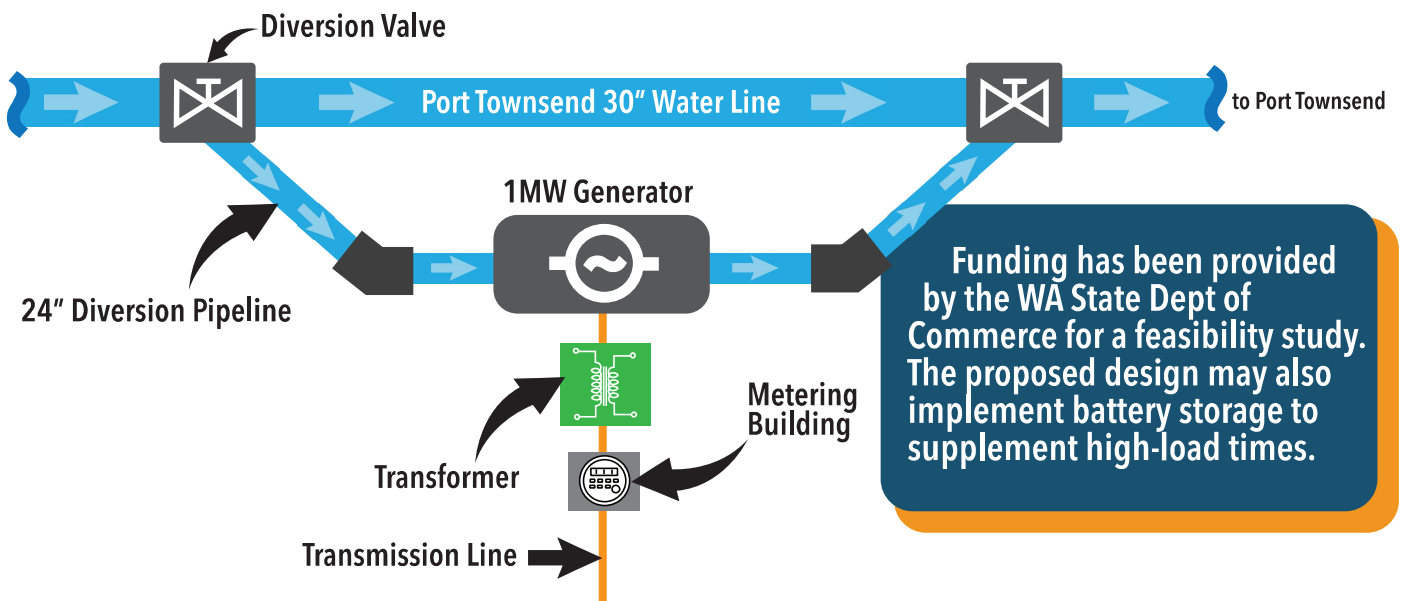 Diversion Valve
Port Townsend 30" Water Line
to Port Townsend
1MW Generator
24" Diversion Pipeline
Funding has been provided
by the WA State Dept of
Commerce for a feasibility study.
The proposed design may also
implement battery storage to
supplement high-load times.
Metering
Building
Transformer
Transmission Line